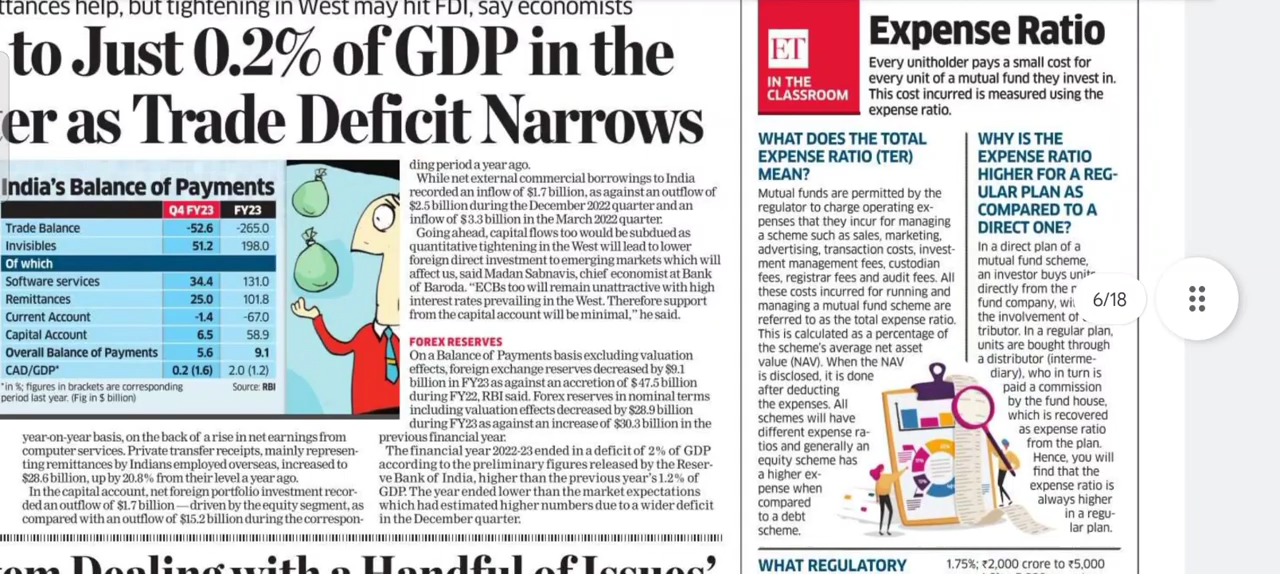 ttances help, but tightening in West may hit FDI, say economists
to Just 0.2% of GDP in the
er as Trade Deficit Narrows
India's Balance of Payments
Q4 FY23 FY23
Trade Balance -52.6 -265.0
Invisibles 51.2 198.0
Of which
Software services 34.4 131.0
Remittances 25.0 101.8
Current Account -1.4 -67.0
Capital Account 6.5 58.9
Overall Balance of Payments 5.6 9.1
CAD/GDP* 0.2 (1.6) 2.0 (1.2)
*in %; figures in brackets are corresponding
period last year. (Fig in $ billion)
Source: RBI
year-on-year basis, on the back of a rise in net earnings from
computer services. Private transfer receipts, mainly represen-
ting remittances by Indians employed overseas, increased to
$28.6 billion, up by 20.8% from their level a year ago.
In the capital account, net foreign portfolio investment recor-
ded an outflow of $1.7 billion — driven by the equity segment, as
compared with an outflow of $15.2 billion during the correspon-
ding period a year ago.
While net external commercial borrowings to India
recorded an inflow of $1.7 billion, as against an outflow of
$2.5 billion during the December 2022 quarter and an
inflow of $3.3 billion in the March 2022 quarter.
Going ahead, capital flows too would be subdued as
quantitative tightening in the West will lead to lower
foreign direct investment to emerging markets which will
affect us, said Madan Sabnavis, chief economist at Bank
of Baroda. "ECBs too will remain unattractive with high
interest rates prevailing in the West. Therefore support
from the capital account will be minimal," he said.
FOREX RESERVES
On a Balance of Payments basis excluding valuation
effects, foreign exchange reserves decreased by $9.1
billion in FY23 as against an accretion of $47.5 billion
during FY22, RBI said. Forex reserves in nominal terms
including valuation effects decreased by $28.9 billion
during FY23 as against an increase of $30.3 billion in the
previous financial year.
The financial year 2022-23 ended in a deficit of 2% of GDP
according to the preliminary figures released by the Reser-
ve Bank of India, higher than the previous year's 1.2% of
GDP. The year ended lower than the market expectations
which had estimated higher numbers due to a wider deficit
in the December quarter.
tem Dealing with a Handful of Issues'
ET
IN THE
CLASSROOM
Expense Ratio
Every unitholder pays a small cost for
every unit of a mutual fund they invest in.
This cost incurred is measured using the
expense ratio.
WHAT DOES THE TOTAL
EXPENSE RATIO (TER)
MEAN?
Mutual funds are permitted by the
regulator to charge operating ex-
penses that they incur for managing
a scheme such as sales, marketing,
advertising, transaction costs, invest-
ment management fees, custodian
fees, registrar fees and audit fees. All
these costs incurred for running and
managing a mutual fund scheme are
referred to as the total expense ratio.
This is calculated as a percentage of
the scheme's average net asset
value (NAV). When the NAV
is disclosed, it is done
after deducting
the expenses. All
schemes will have
different expense ra-
tios and generally an
equity scheme has
a higher ex-
pense when
compared
to a debt
scheme.
WHY IS THE
EXPENSE RATIO
HIGHER FOR A REG-
ULAR PLAN AS
COMPARED TO A
DIRECT ONE?
In a direct plan of a
mutual fund scheme,
an investor buys units
directly from the
fund company,
the involvement of
tributor. In a regular plan,
units are bought through
a distributor (interme-
diary), who in turn is
paid a commission
by the fund house,
which is recovered
as expense ratio
from the plan.
Hence, you will
find that the
expense ratio is
always higher
in a regu-
lar plan.
6/18
WHAT REGULATORY
1.75%; ₹2,000 crore to ₹5,000